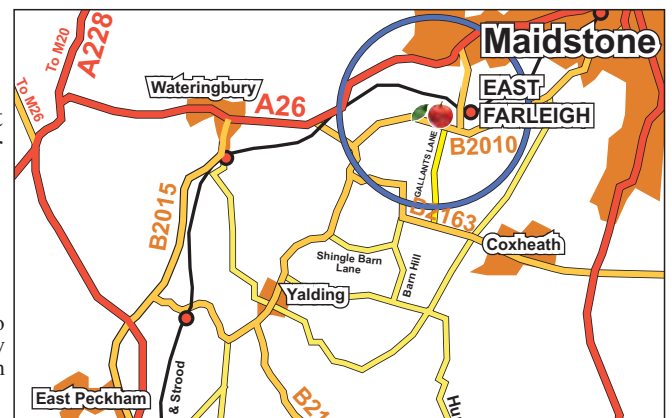 To M20
A228
To M26
Maidstone
Wateringbury
A26
EAST
FARLEIGH
B2010
GALLANTS LANE
B2015
B2163
Coxheath
Shingle Barn
Lane
Barn Hill
Yalding
East Peckham
& Strood